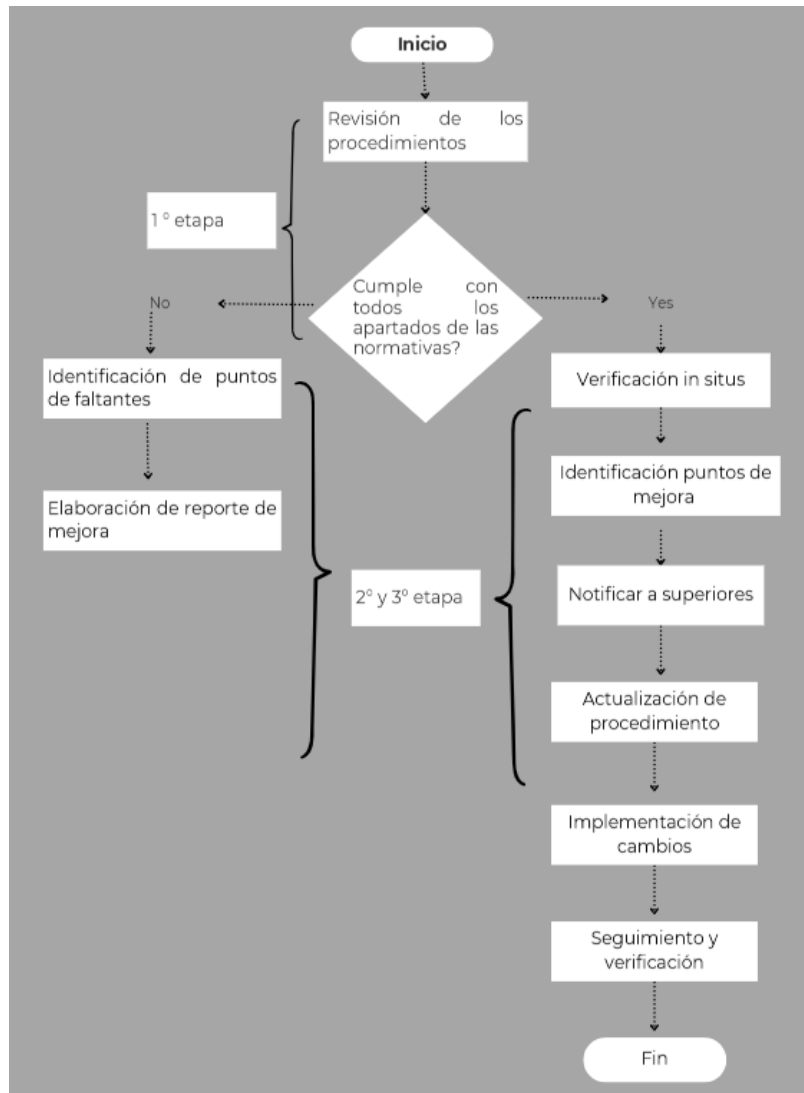 Inicio
Revisión de los
procedimientos
1 º etapa
Cumple con
todos los
apartados de las
normativas?
No
Yes
Identificación de puntos
de faltantes
Verificación in situs
Elaboración de reporte de
mejora
Identificación puntos de
mejora
2º y 3º etapa
Notificar a superiores
Actualización de
procedimiento
Implementación de
cambios
Seguimiento y
verificación
Fin